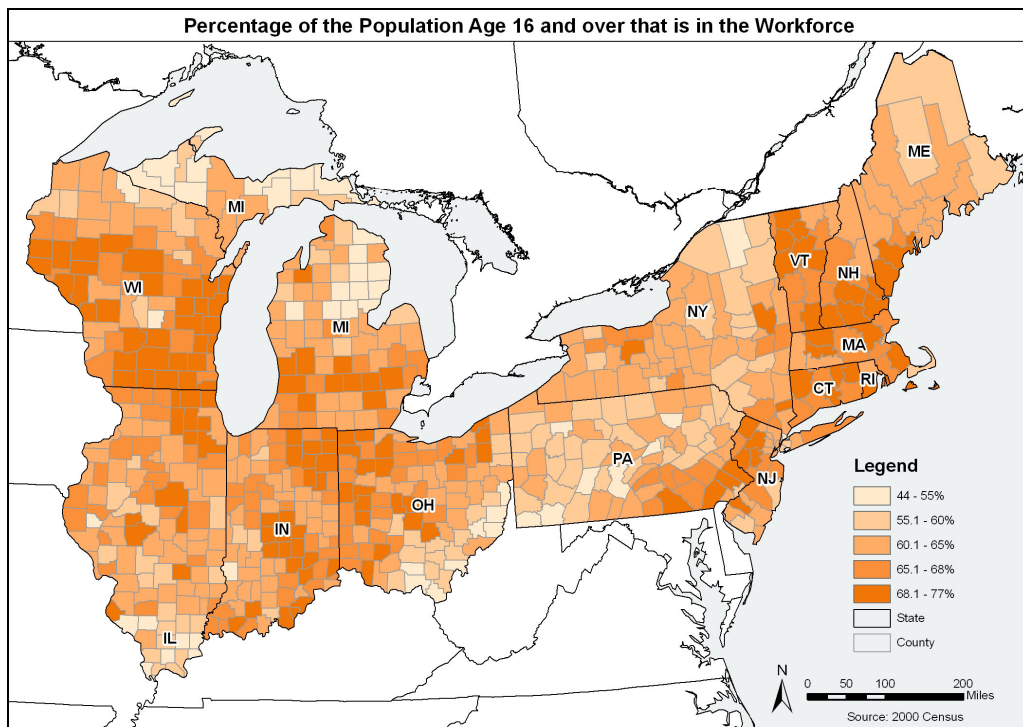 Percentage of the Population Age 16 and over that is in the Workforce
ME
MI
VT
NH
WI
NY
MI
MA
CT
RI
PA
NJ
OH
IN
IL
Legend
44 - 55%
55.1 - 60%
60.1 - 65%
65.1 - 68%
68.1 - 77%
State
County
N
0 50 100 200
Miles
Source: 2000 Census